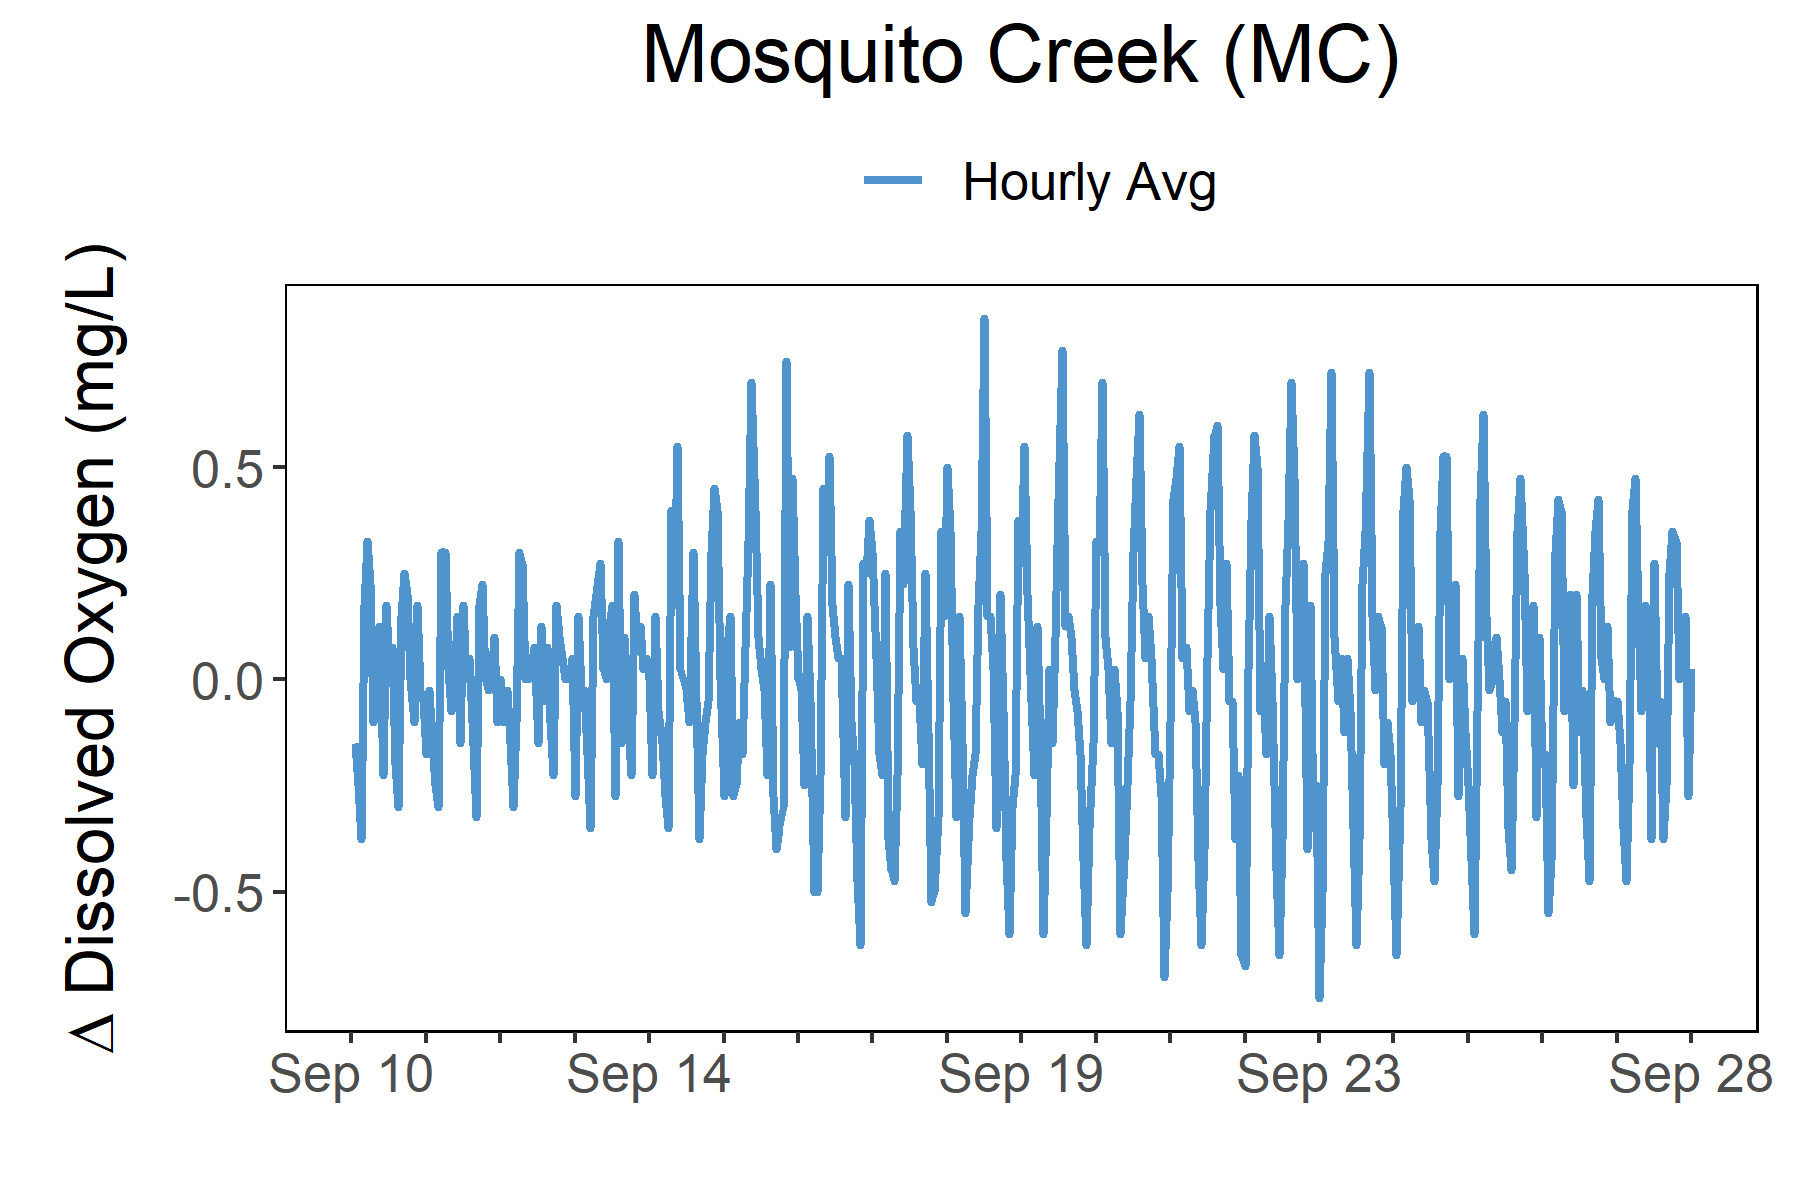 Mosquito Creek (MC)
Hourly Avg
Δ Dissolved Oxygen (mg/L)
0.5
0.0
-0.5
Sep 10 Sep 14 Sep 19 Sep 23 Sep 28